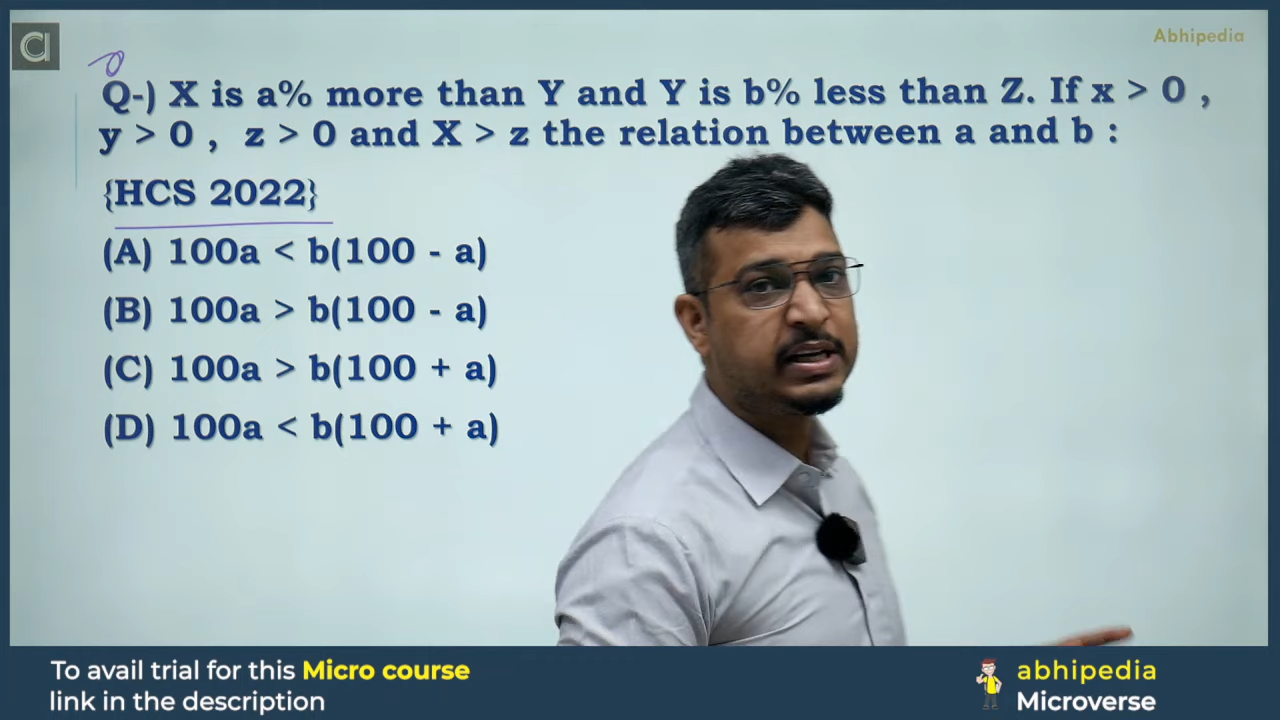 Abhipedia
Q-) X is a% more than Y and Y is b% less than Z. If x > 0 ,
y > 0 , z > 0 and X > z the relation between a and b :
{HCS 2022}
(A) 100a < b(100 - a)
(B) 100a > b(100 - a)
(C) 100a > b(100 + a)
(D) 100a < b(100 + a)
To avail trial for this Micro course
link in the description
abhipedia
Microverse